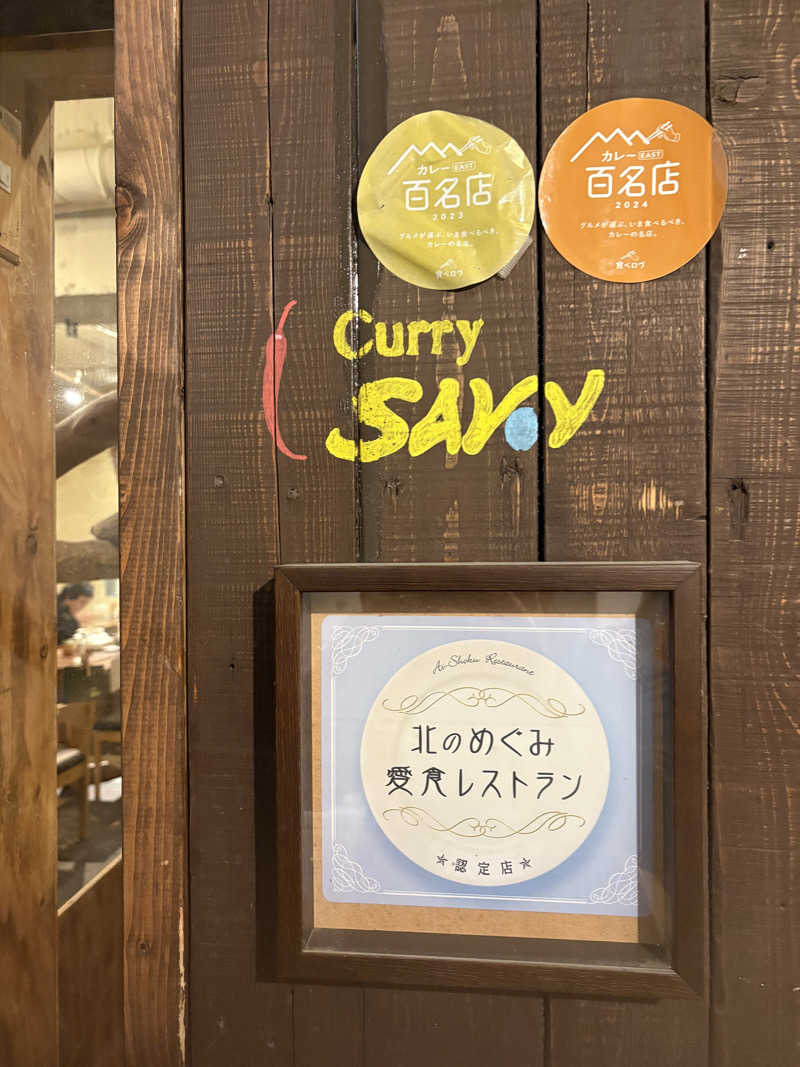 カレー EAST
百名店
2023
グルメが選ぶ、いま食べるべき、
カレーの名店。
食べログ
カレー EAST
百名店
2024
グルメが選ぶ、いま食べるべき、
カレーの名店。
食べログ
Curry
SAVoY
Ai-Shoku Restaurant
北のめぐみ
愛食レストラン
★認定店★